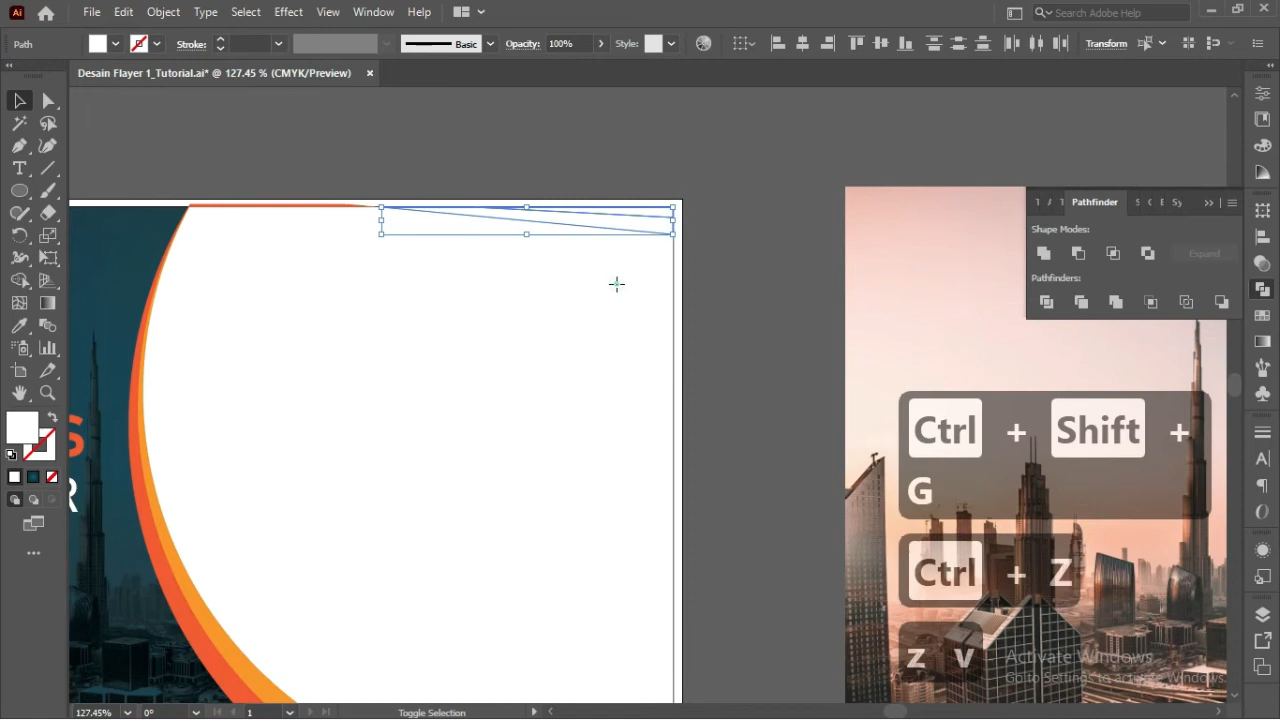 Ai File Edit Object Type Select Effect View Window Help Search Adobe Help
Path Stroke: Basic Opacity: 100% Style: Transform
Desain Flayer 1_Tutorial.ai* @ 127.45 % (CMYK/Preview) ×
Pathfinder
Shape Modes:
Expand
Pathfinders:
S
R
Ctrl + Shift +
G
Ctrl + Z
z v
Activate Windows
Go to Settings to activate Windows.
127.45% 0° 1 Toggle Selection